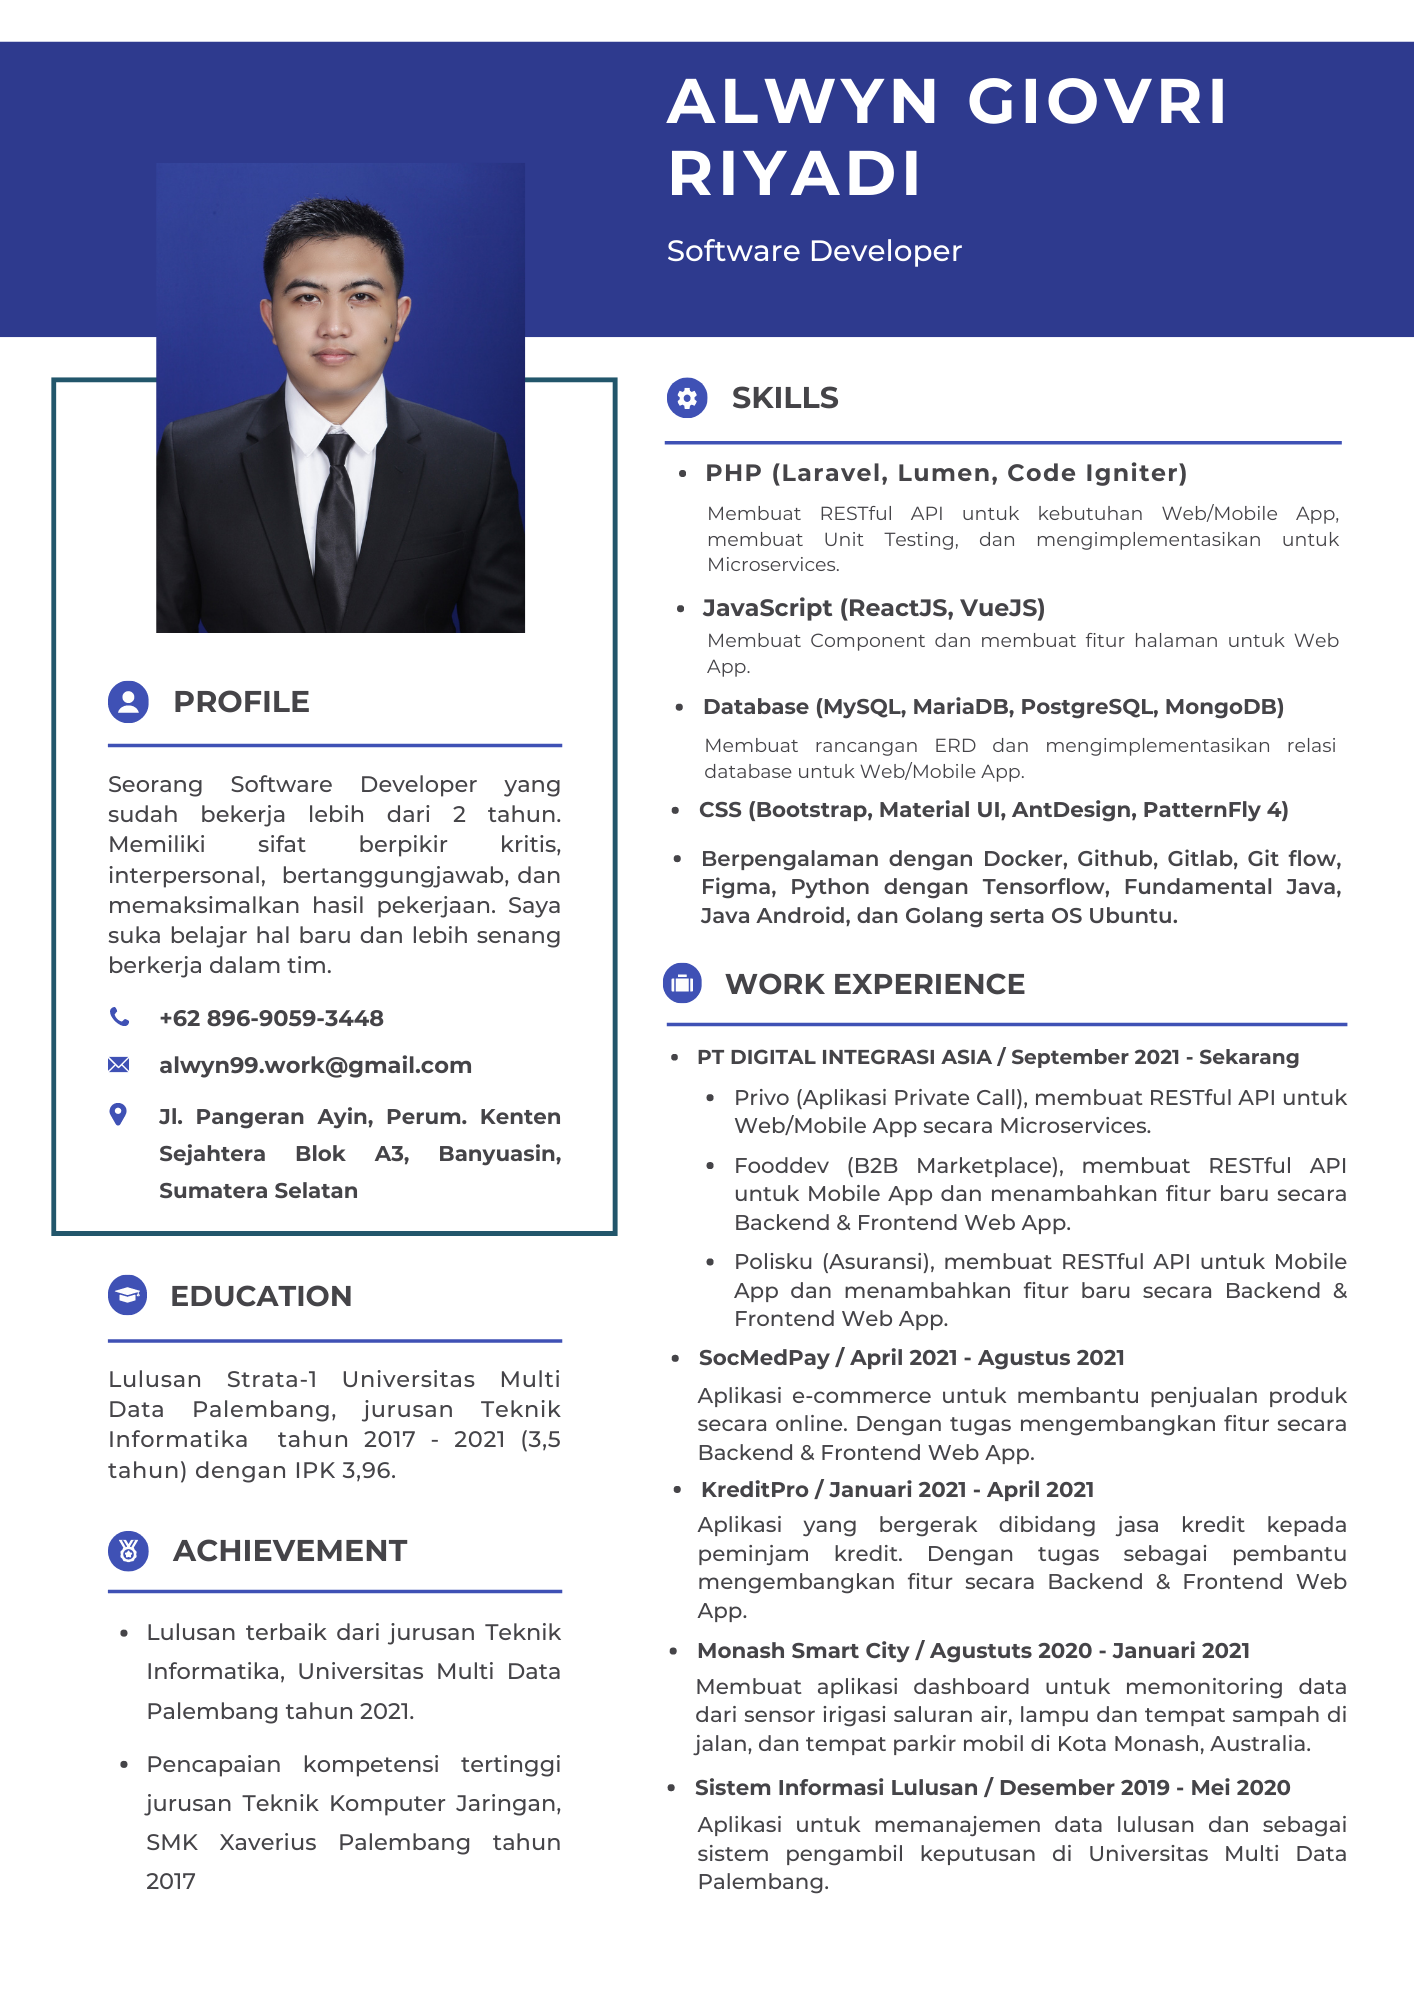 ALWYN GIOVRI
RIYADI
Software Developer
PROFILE
Seorang Software Developer yang
sudah bekerja lebih dari 2 tahun.
Memiliki sifat berpikir kritis,
interpersonal, bertanggungjawab, dan
memaksimalkan hasil pekerjaan. Saya
suka belajar hal baru dan lebih senang
berkerja dalam tim.
+62 896-9059-3448
alwyn99.work@gmail.com
Jl. Pangeran Ayin, Perum. Kenten
Sejahtera Blok A3, Banyuasin,
Sumatera Selatan
EDUCATION
Lulusan Strata-1 Universitas Multi
Data Palembang, jurusan Teknik
Informatika tahun 2017 - 2021 (3,5
tahun) dengan IPK 3,96.
ACHIEVEMENT
• Lulusan terbaik dari jurusan Teknik
Informatika, Universitas Multi Data
Palembang tahun 2021.
• Pencapaian kompetensi tertinggi
jurusan Teknik Komputer Jaringan,
SMK Xaverius Palembang tahun
2017
SKILLS
• PHP (Laravel, Lumen, Code Igniter)
Membuat RESTful API untuk kebutuhan Web/Mobile App,
membuat Unit Testing, dan mengimplementasikan untuk
Microservices.
• JavaScript (ReactJS, VueJS)
Membuat Component dan membuat fitur halaman untuk Web
App.
• Database (MySQL, MariaDB, PostgreSQL, MongoDB)
Membuat rancangan ERD dan mengimplementasikan relasi
database untuk Web/Mobile App.
• CSS (Bootstrap, Material UI, AntDesign, PatternFly 4)
• Berpengalaman dengan Docker, Github, Gitlab, Git flow,
Figma, Python dengan Tensorflow, Fundamental Java,
Java Android, dan Golang serta OS Ubuntu.
WORK EXPERIENCE
• PT DIGITAL INTEGRASI ASIA / September 2021 - Sekarang
• Privo (Aplikasi Private Call), membuat RESTful API untuk
Web/Mobile App secara Microservices.
• Fooddev (B2B Marketplace), membuat RESTful API
untuk Mobile App dan menambahkan fitur baru secara
Backend & Frontend Web App.
• Polisku (Asuransi), membuat RESTful API untuk Mobile
App dan menambahkan fitur baru secara Backend &
Frontend Web App.
• SocMedPay / April 2021 - Agustus 2021
Aplikasi e-commerce untuk membantu penjualan produk
secara online. Dengan tugas mengembangkan fitur secara
Backend & Frontend Web App.
• KreditPro / Januari 2021 - April 2021
Aplikasi yang bergerak dibidang jasa kredit kepada
peminjam kredit. Dengan tugas sebagai pembantu
mengembangkan fitur secara Backend & Frontend Web
App.
• Monash Smart City / Agustuts 2020 - Januari 2021
Membuat aplikasi dashboard untuk memonitoring data
dari sensor irigasi saluran air, lampu dan tempat sampah di
jalan, dan tempat parkir mobil di Kota Monash, Australia.
• Sistem Informasi Lulusan / Desember 2019 - Mei 2020
Aplikasi untuk memanajemen data lulusan dan sebagai
sistem pengambil keputusan di Universitas Multi Data
Palembang.